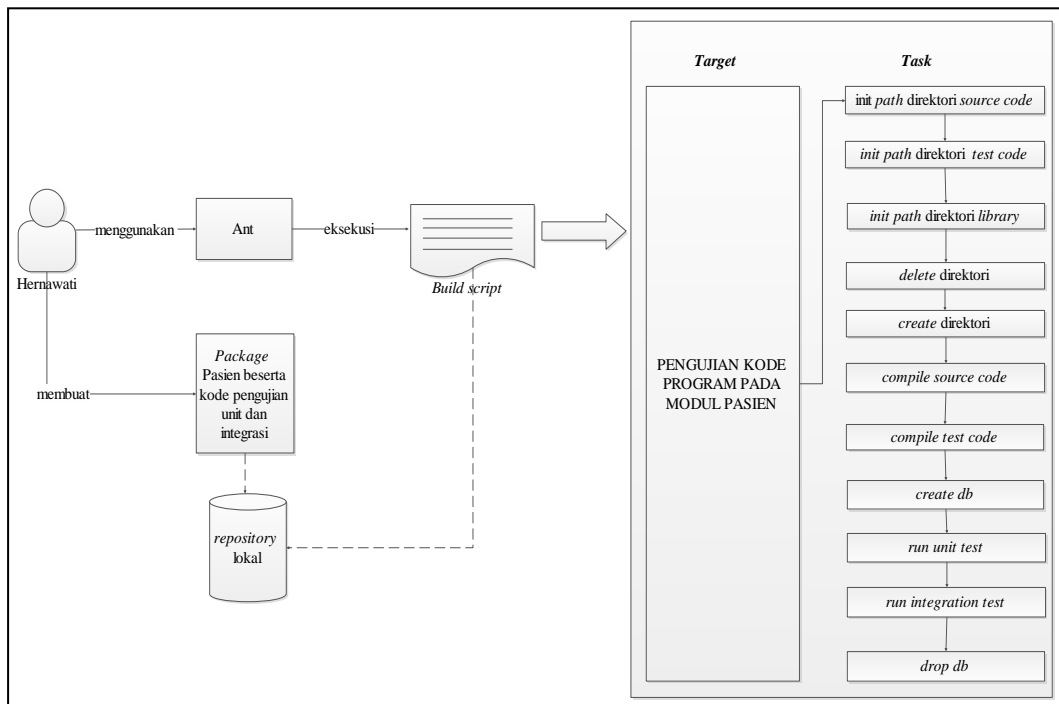 Target
Task
init path direktori source code
init path direktori test code
init path direktori library
delete direktori
create direktori
compile source code
compile test code
create db
run unit test
run integration test
drop db
PENGUJIAN KODE
PROGRAM PADA
MODUL PASIEN
Hernawati
menggunakan
Ant
eksekusi
Build script
membuat
Package
Pasien beserta
kode pengujian
unit dan
integrasi
repository
lokal